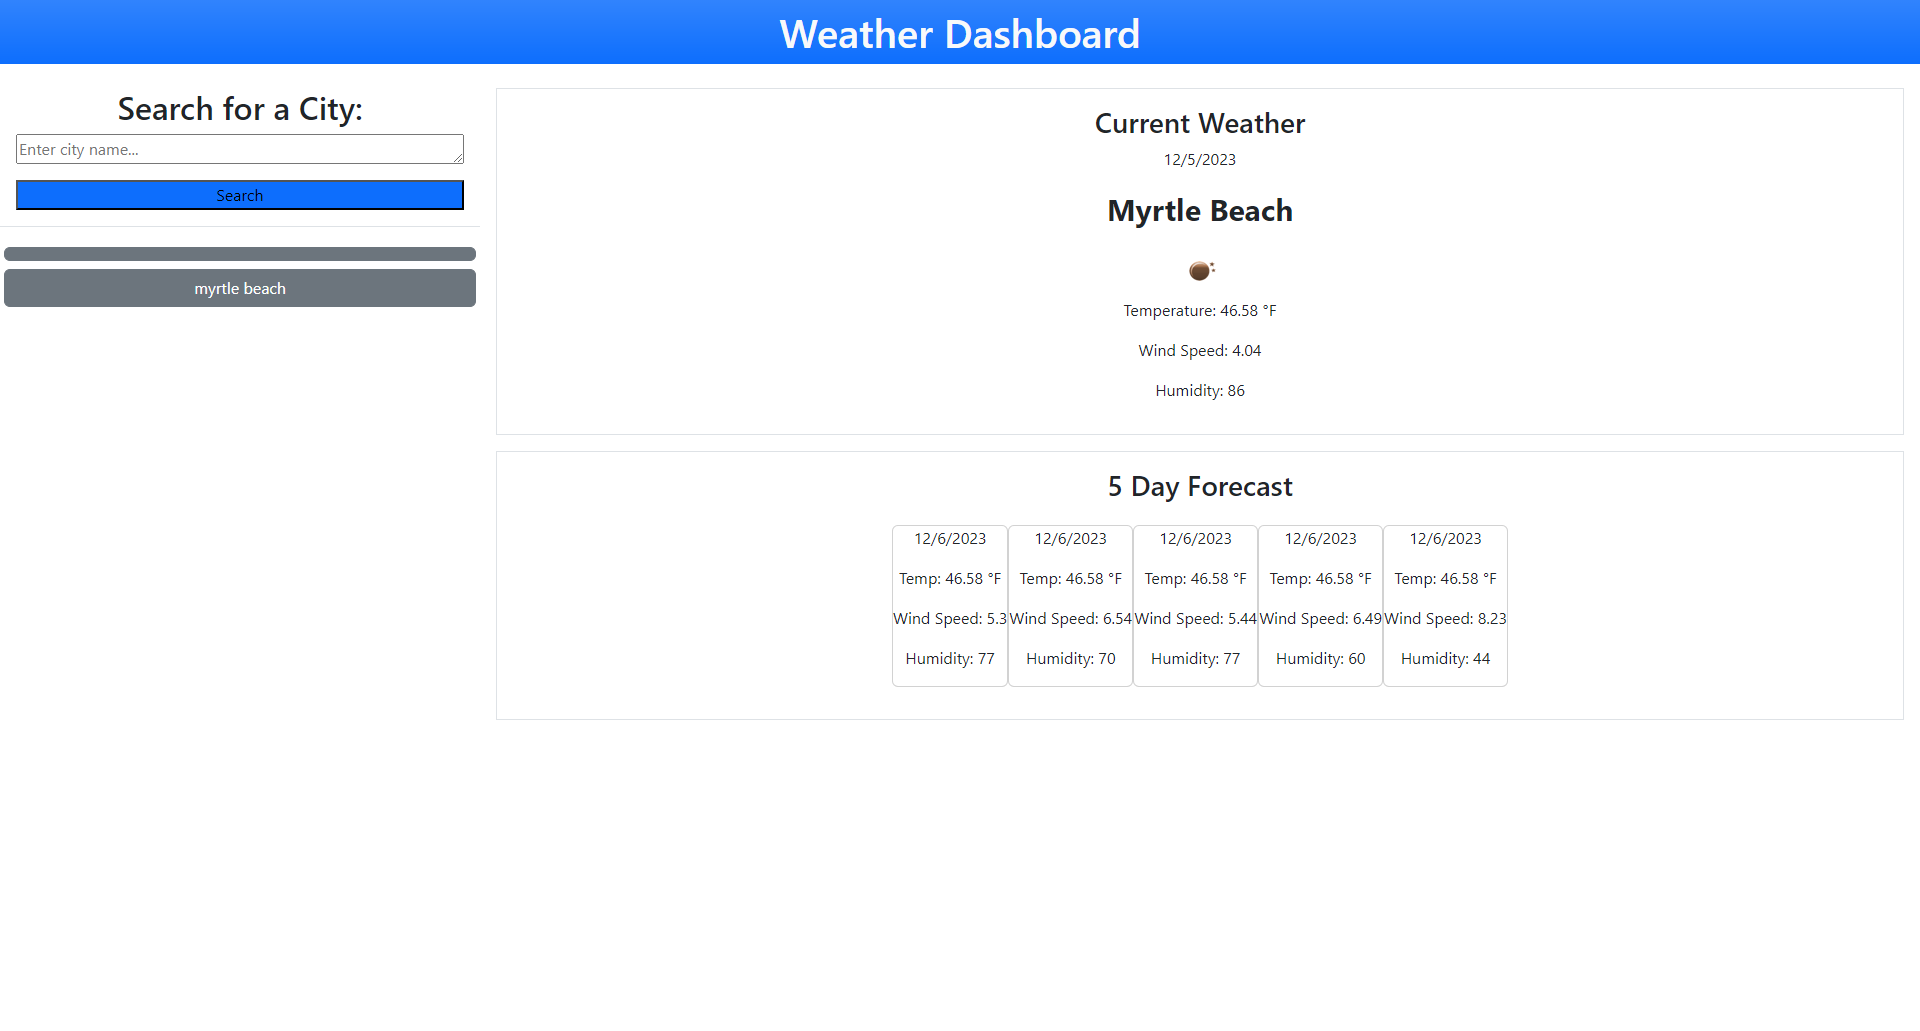 Weather Dashboard
Search for a City:
Enter city name...
Search
myrtle beach
Current Weather
12/5/2023
Myrtle Beach
Temperature: 46.58 °F
Wind Speed: 4.04
Humidity: 86
5 Day Forecast
12/6/2023
Temp: 46.58 °F
Wind Speed: 5.3
Humidity: 77
12/6/2023
Temp: 46.58 °F
Wind Speed: 6.54
Humidity: 70
12/6/2023
Temp: 46.58 °F
Wind Speed: 5.44
Humidity: 77
12/6/2023
Temp: 46.58 °F
Wind Speed: 6.49
Humidity: 60
12/6/2023
Temp: 46.58 °F
Wind Speed: 8.23
Humidity: 44